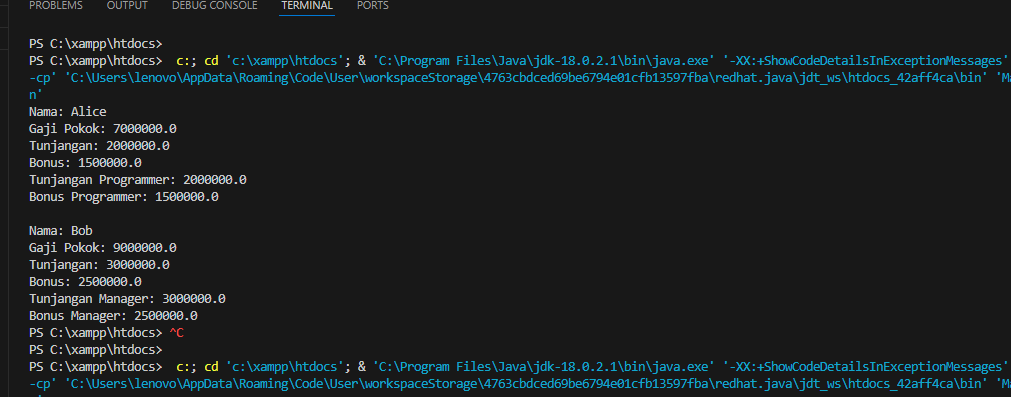 PROBLEMS OUTPUT DEBUG CONSOLE TERMINAL PORTS
PS C:\xampp\htdocs>
PS C:\xampp\htdocs>  c:; cd 'c:\xampp\htdocs'; & 'C:\Program Files\Java\jdk-18.0.2.1\bin\java.exe' '-XX:+ShowCodeDetailsInExceptionMessages'
-cp' 'C:\Users\lenovo\AppData\Roaming\Code\User\workspaceStorage\4763cbdced69be6794e01cfb13597fba\redhat.java\jdt_ws\htdocs_42aff4ca\bin' 'Ma
n'
Nama: Alice
Gaji Pokok: 7000000.0
Tunjangan: 2000000.0
Bonus: 1500000.0
Tunjangan Programmer: 2000000.0
Bonus Programmer: 1500000.0
Nama: Bob
Gaji Pokok: 9000000.0
Tunjangan: 3000000.0
Bonus: 2500000.0
Tunjangan Manager: 3000000.0
Bonus Manager: 2500000.0
PS C:\xampp\htdocs> ^C
PS C:\xampp\htdocs>
PS C:\xampp\htdocs>  c:; cd 'c:\xampp\htdocs'; & 'C:\Program Files\Java\jdk-18.0.2.1\bin\java.exe' '-XX:+ShowCodeDetailsInExceptionMessages'
-cp' 'C:\Users\lenovo\AppData\Roaming\Code\User\workspaceStorage\4763cbdced69be6794e01cfb13597fba\redhat.java\jdt_ws\htdocs_42aff4ca\bin' 'Ma